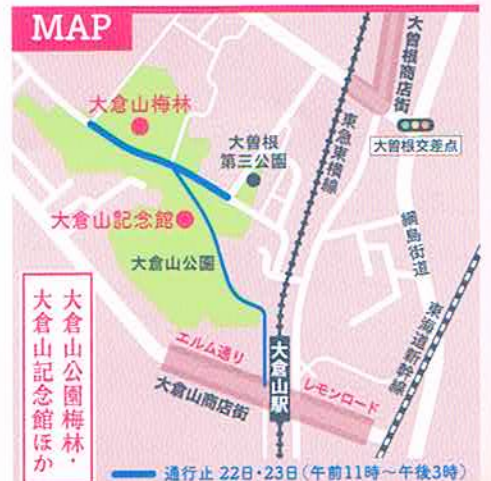 MAP
大倉山梅林
大曽根
第三公園
大倉山記念館
大倉山公園
大曽根商店街
大曽根交差点
東急東横線
綱島街道
東海道新幹線
大倉山駅
エルム通り
レモンロード
大倉山商店街
大倉山公園梅林・
大倉山記念館ほか
通行止 22日・23日(午前11時〜午後3時)